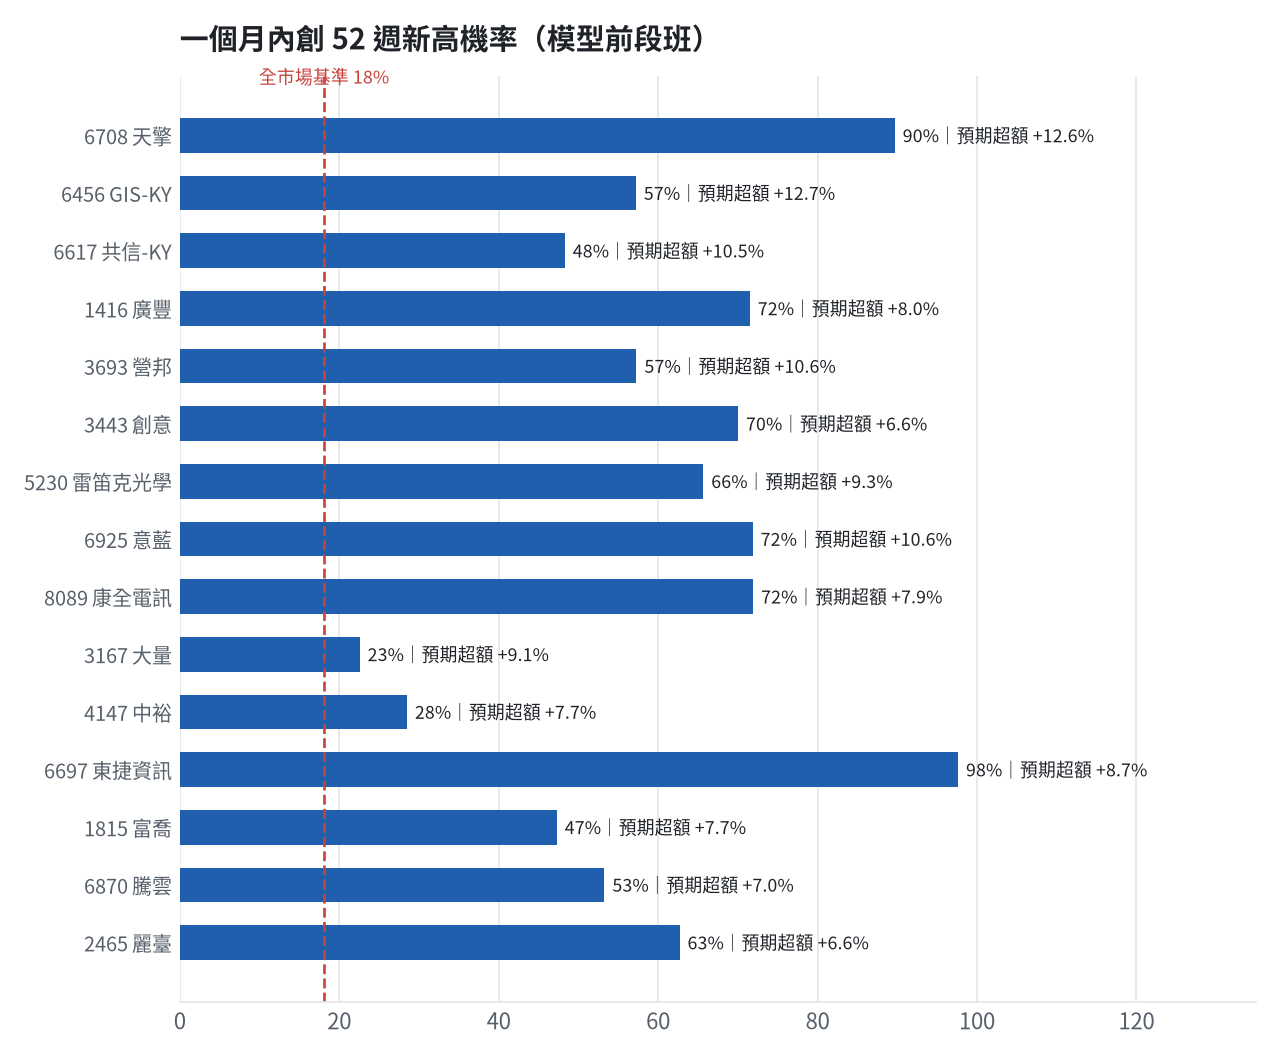 一個月內創 52 週新高機率（模型前段班）
全市場基準 18%
6708 天擎 90%｜預期超額 +12.6%
6456 GIS-KY 57%｜預期超額 +12.7%
6617 共信-KY 48%｜預期超額 +10.5%
1416 廣豐 72%｜預期超額 +8.0%
3693 營邦 57%｜預期超額 +10.6%
3443 創意 70%｜預期超額 +6.6%
5230 雷笛克光學 66%｜預期超額 +9.3%
6925 意藍 72%｜預期超額 +10.6%
8089 康全電訊 72%｜預期超額 +7.9%
3167 大量 23%｜預期超額 +9.1%
4147 中裕 28%｜預期超額 +7.7%
6697 東捷資訊 98%｜預期超額 +8.7%
1815 富喬 47%｜預期超額 +7.7%
6870 騰雲 53%｜預期超額 +7.0%
2465 麗臺 63%｜預期超額 +6.6%
0 20 40 60 80 100 120